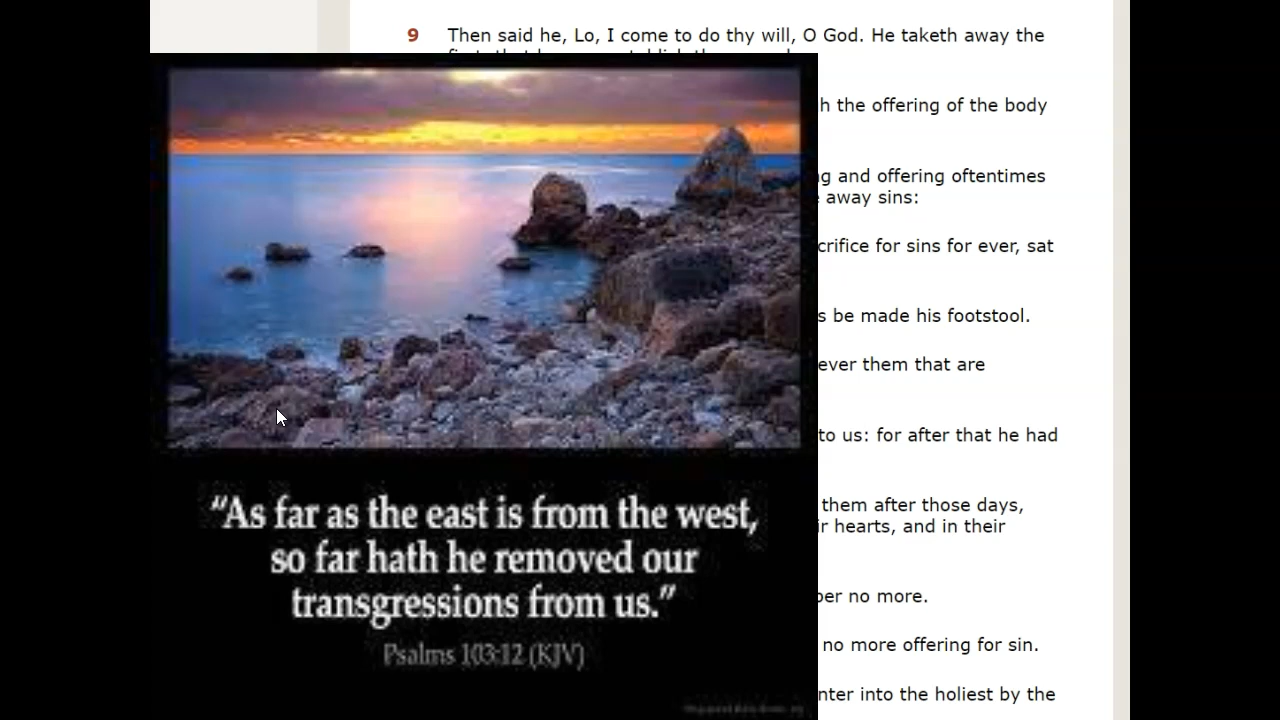 9 Then said he, Lo, I come to do thy will, O God. He taketh away the
h the offering of the body
g and offering oftentimes
away sins:
crifice for sins for ever, sat
s be made his footstool.
ever them that are
to us: for after that he had
them after those days,
ir hearts, and in their
ber no more.
no more offering for sin.
nter into the holiest by the
“As far as the east is from the west,
so far hath he removed our
transgressions from us.”
Psalms 103:12 (KJV)